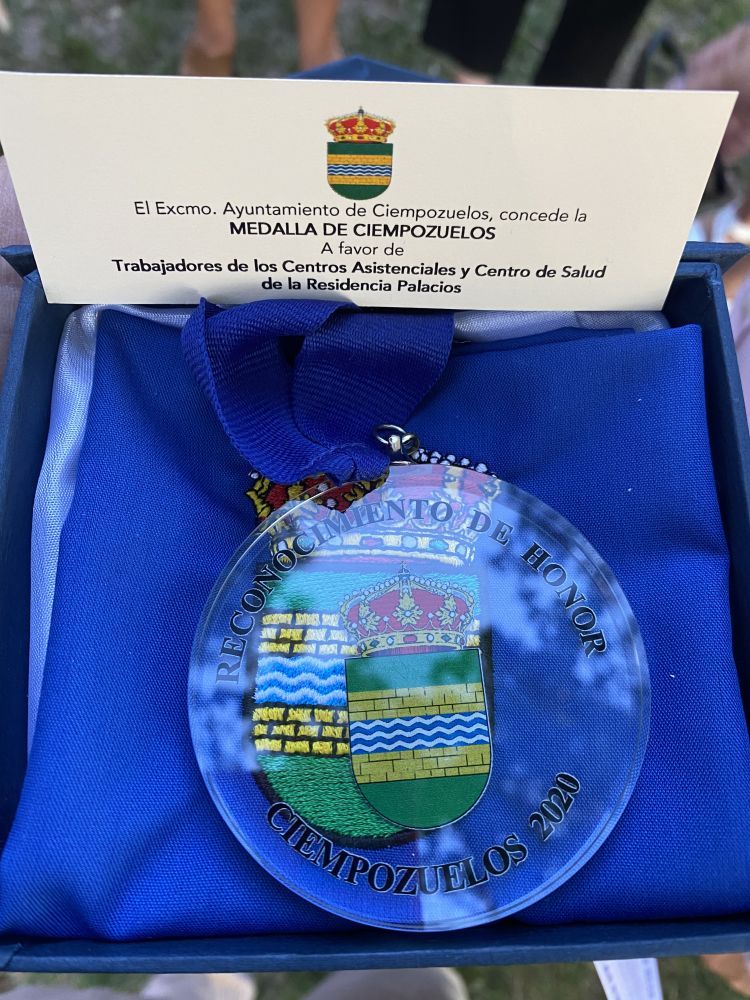 El Excmo. Ayuntamiento de Ciempozuelos, concede la
MEDALLA DE CIEMPOZUELOS
A favor de
Trabajadores de los Centros Asistenciales y Centro de Salud
de la Residencia Palacios
RECONOCIMIENTO DE HONOR
CIEMPOZUELOS 2020